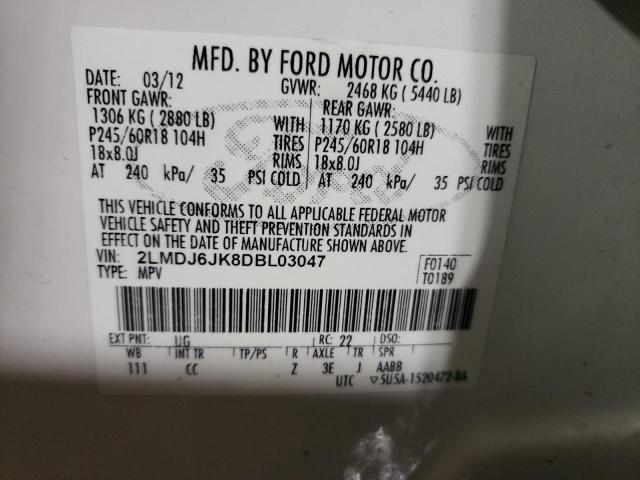 MFD. BY FORD MOTOR CO.
DATE: 03/12 GVWR: 2468 KG ( 5440 LB)
FRONT GAWR: REAR GAWR:
1306 KG ( 2880 LB) WITH 1170 KG ( 2580 LB) WITH
P245/60R18 104H TIRES P245/60R18 104H TIRES
18x8.0J RIMS 18x8.0J RIMS
AT 240 kPa/ 35 PSI COLD AT 240 kPa/ 35 PSI COLD
THIS VEHICLE CONFORMS TO ALL APPLICABLE FEDERAL MOTOR
VEHICLE SAFETY AND THEFT PREVENTION STANDARDS IN
EFFECT ON THE DATE OF MANUFACTURE SHOWN ABOVE.
VIN: 2LMDJ6JK8DBL03047 F0140
TYPE: MPV T0189
EXT PNT: UG RC: 22 DSO:
WB INT TR TP/PS R AXLE TR SPR
111 CC Z 3E J AABB
UTC ▽5U5A-1520472-BA